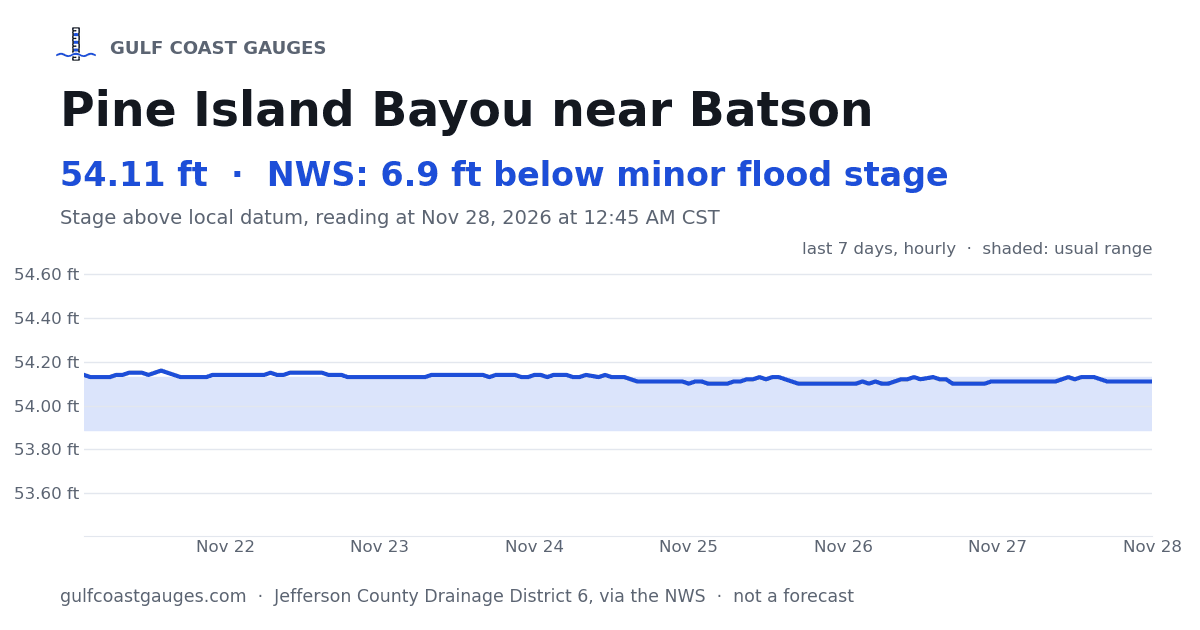 GULF COAST GAUGES
Pine Island Bayou near Batson
54.11 ft · NWS: 6.9 ft below minor flood stage
Stage above local datum, reading at Nov 28, 2026 at 12:45 AM CST
last 7 days, hourly · shaded: usual range
54.60 ft
54.40 ft
54.20 ft
54.00 ft
53.80 ft
53.60 ft
Nov 22 Nov 23 Nov 24 Nov 25 Nov 26 Nov 27 Nov 28
gulfcoastgauges.com · Jefferson County Drainage District 6, via the NWS · not a forecast